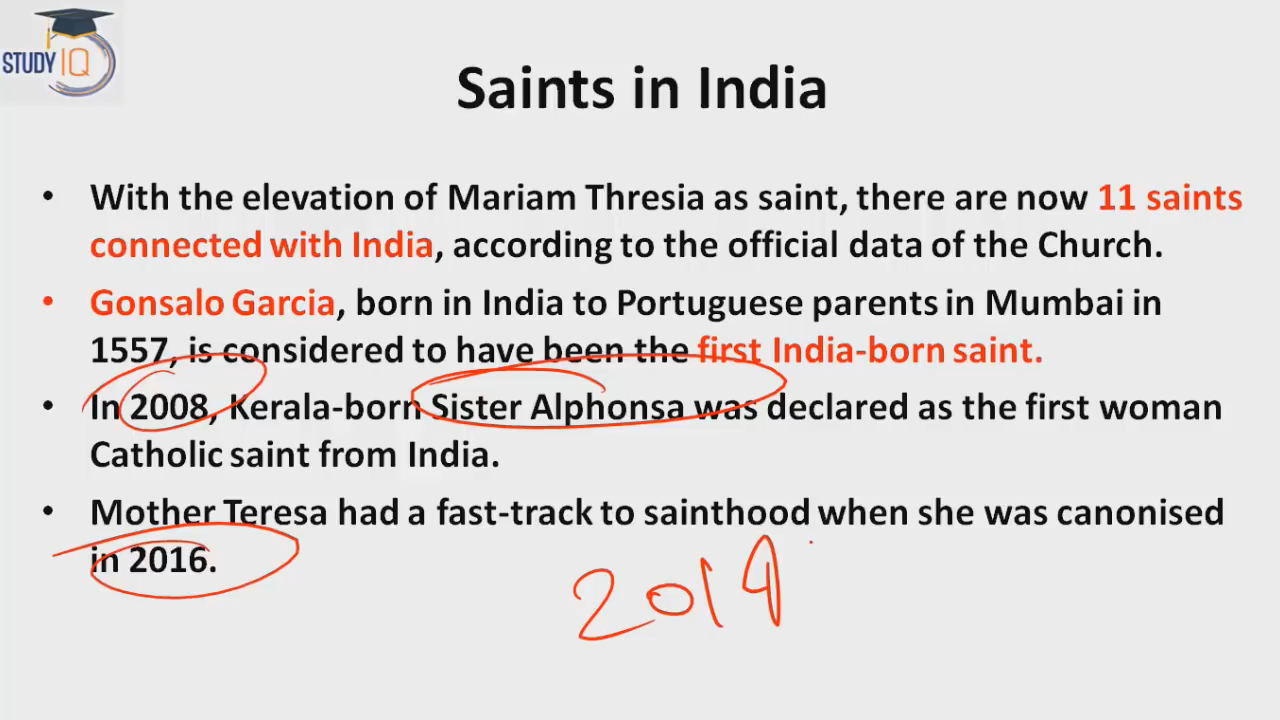 STUDY IQ
Saints in India
• With the elevation of Mariam Thresia as saint, there are now 11 saints
connected with India, according to the official data of the Church.
• Gonsalo Garcia, born in India to Portuguese parents in Mumbai in
1557, is considered to have been the first India-born saint.
• In 2008, Kerala-born Sister Alphonsa was declared as the first woman
Catholic saint from India.
• Mother Teresa had a fast-track to sainthood when she was canonised
in 2016.
2019